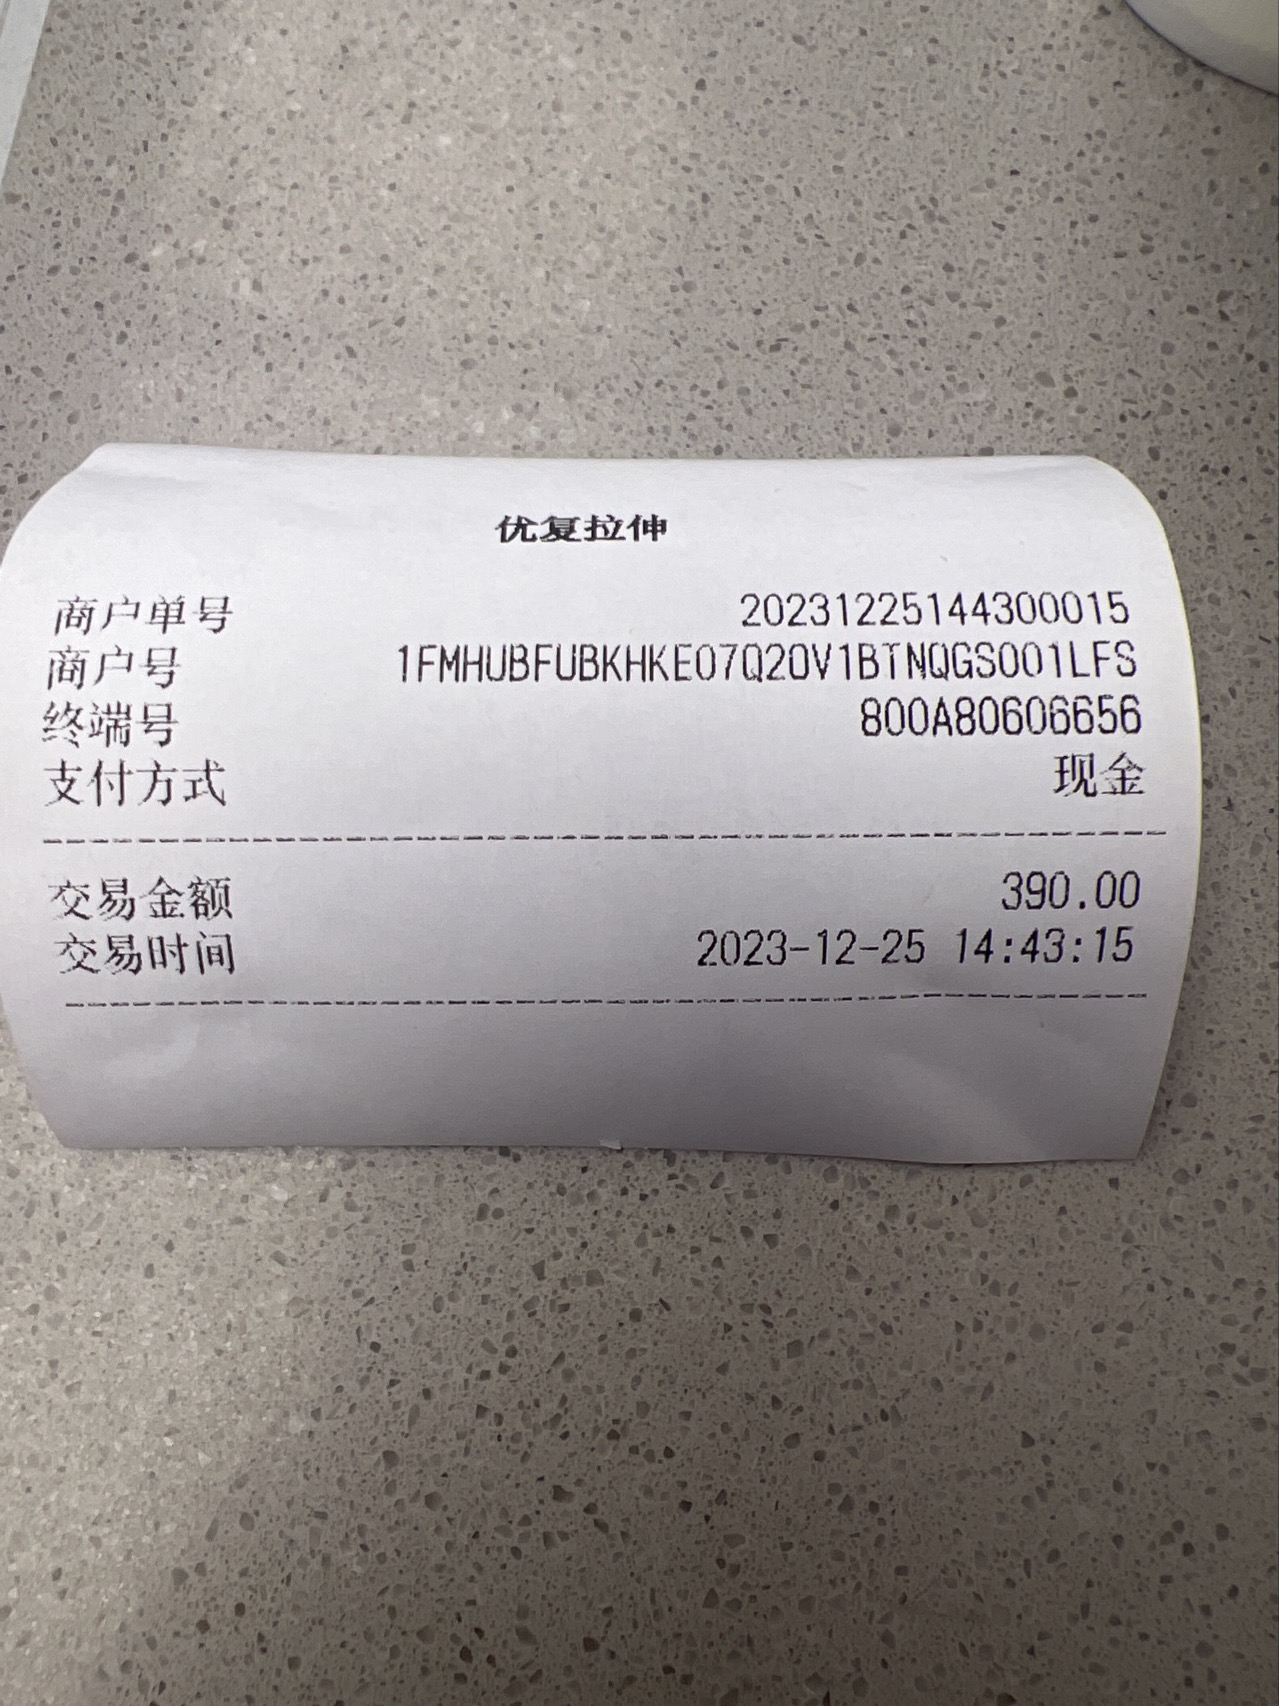 优复拉伸
商户单号 20231225144300015
商户号 1FMHUBFUBKHKE07Q20V1BTNQGS001LFS
终端号 800A80606656
支付方式 现金
交易金额 390.00
交易时间 2023-12-25 14:43:15